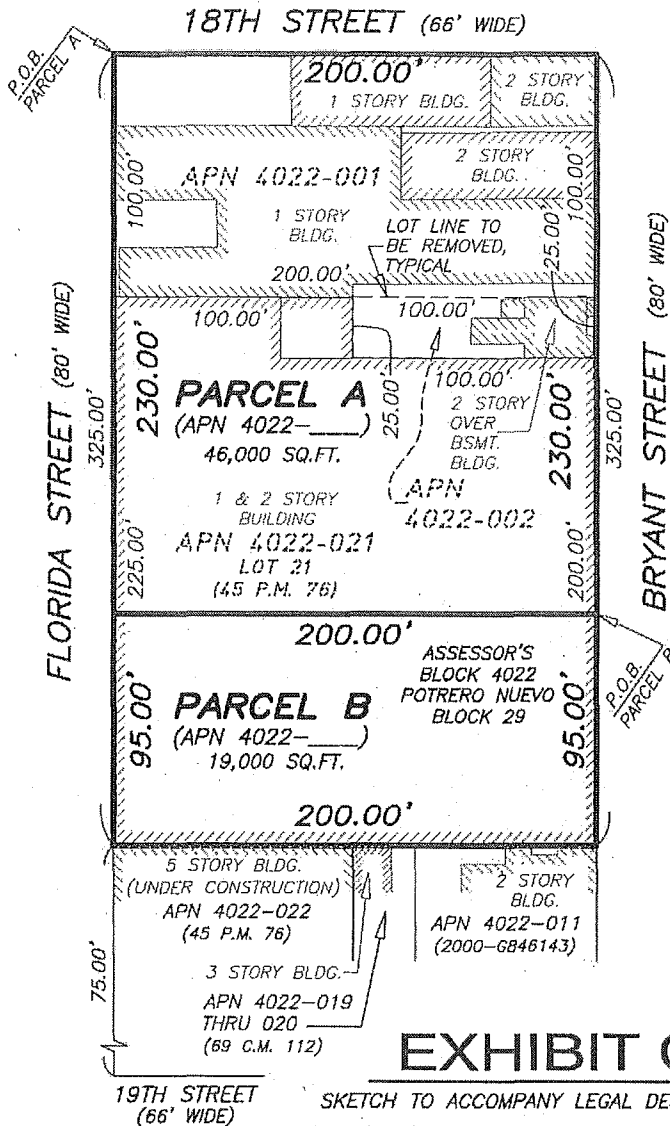 18TH STREET (66' WIDE)
P.O.B.
PARCEL A
200.00'
1 STORY BLDG.
2 STORY
BLDG.
2 STORY
BLDG.
100.00'
APN 4022-001
100.00'
1 STORY
BLDG.
LOT LINE TO
BE REMOVED,
TYPICAL
25.00'
200.00'
100.00'
100.00'
FLORIDA STREET (80' WIDE)
325.00'
230.00'
PARCEL A
(APN 4022-____)
46,000 SQ.FT.
25.00'
100.00'
2 STORY
OVER
BSMT.
BLDG.
230.00'
325.00'
BRYANT STREET (80' WIDE)
APN
4022-002
1 & 2 STORY
BUILDING
APN 4022-021
LOT 21
(45 P.M. 76)
225.00'
200.00'
200.00'
ASSESSOR'S
BLOCK 4022
POTRERO NUEVO
BLOCK 29
P.O.B.
PARCEL
95.00'
PARCEL B
(APN 4022-____)
19,000 SQ.FT.
95.00'
200.00'
5 STORY BLDG.
(UNDER CONSTRUCTION)
APN 4022-022
(45 P.M. 76)
2 STORY
BLDG.
APN 4022-011
(2000-G846143)
75.00'
3 STORY BLDG.
APN 4022-019
THRU 020
(69 C.M. 112)
EXHIBIT
19TH STREET
(66' WIDE)
SKETCH TO ACCOMPANY LEGAL DE